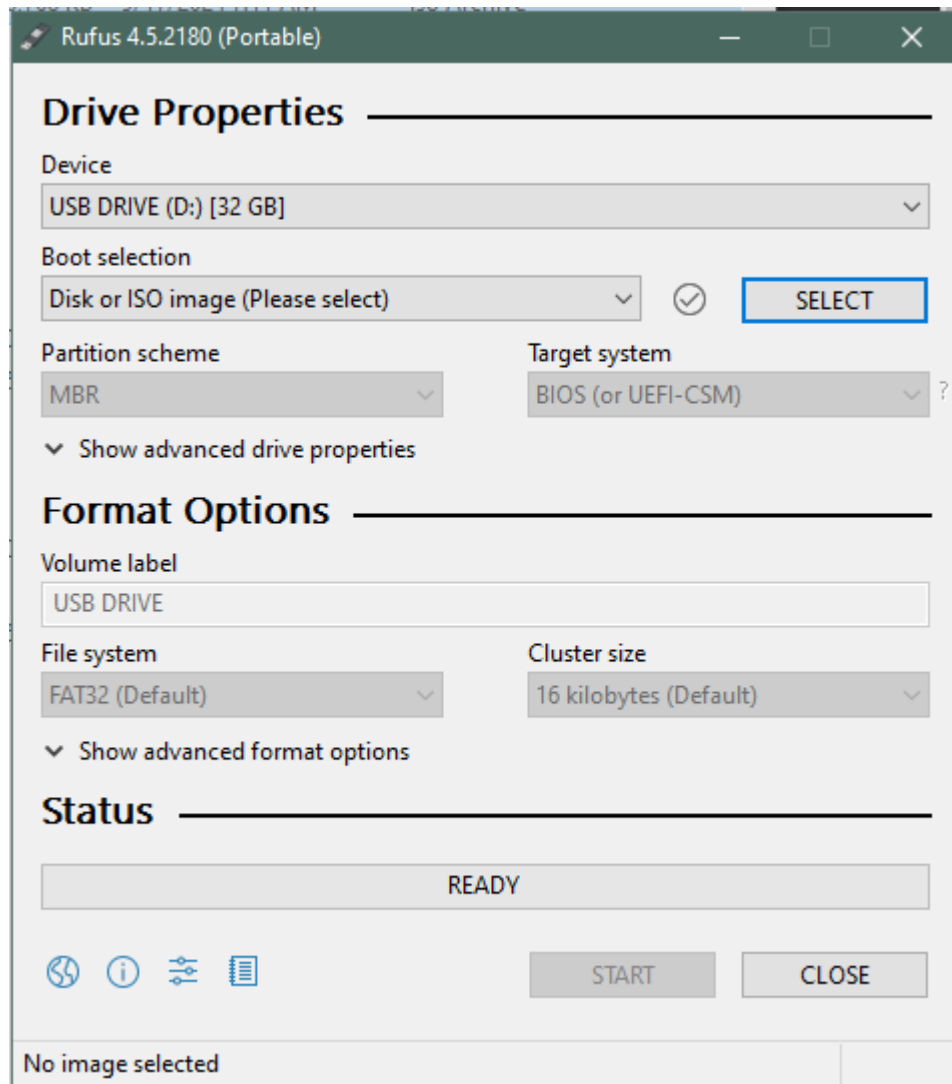 Rufus 4.5.2180 (Portable)
Drive Properties
Device
USB DRIVE (D:) [32 GB]
Boot selection
Disk or ISO image (Please select)
SELECT
Partition scheme
Target system
MBR
BIOS (or UEFI-CSM)
?
Show advanced drive properties
Format Options
Volume label
USB DRIVE
File system
Cluster size
FAT32 (Default)
16 kilobytes (Default)
Show advanced format options
Status
READY
START
CLOSE
No image selected